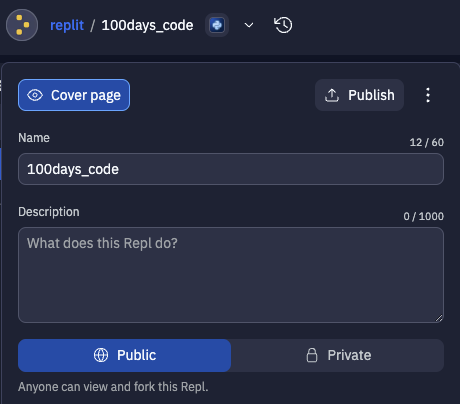 replit / 100days_code
Cover page
Publish
Name
12 / 60
100days_code
Description
0 / 1000
What does this Repl do?
Public
Private
Anyone can view and fork this Repl.